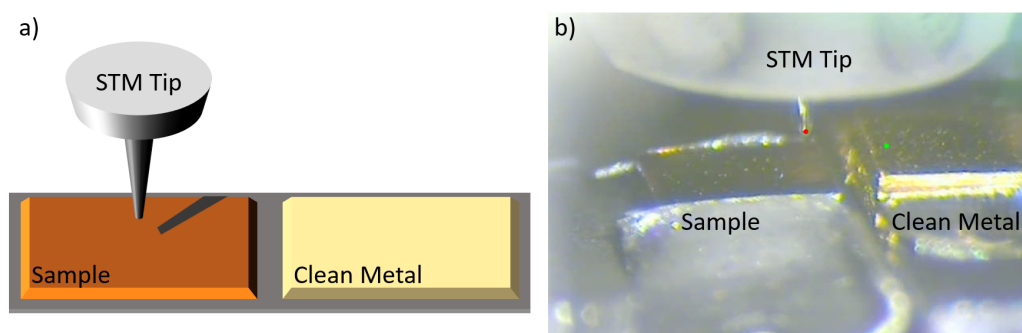 a)
STM Tip
Sample
Clean Metal
b)
STM Tip
Sample
Clean Metal